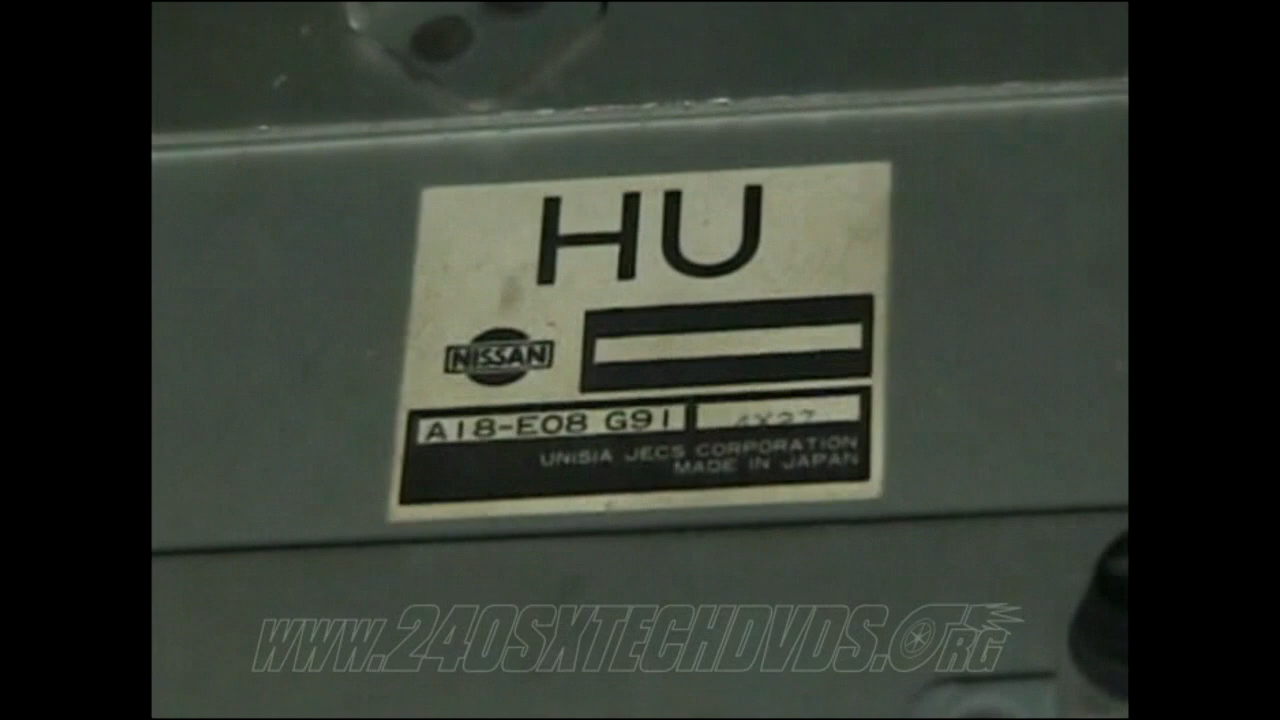 HU
NISSAN
A18-E08 G91
UNISIA JECS CORPORATION
MADE IN JAPAN
WWW.240SXTECHDVDS.ORG